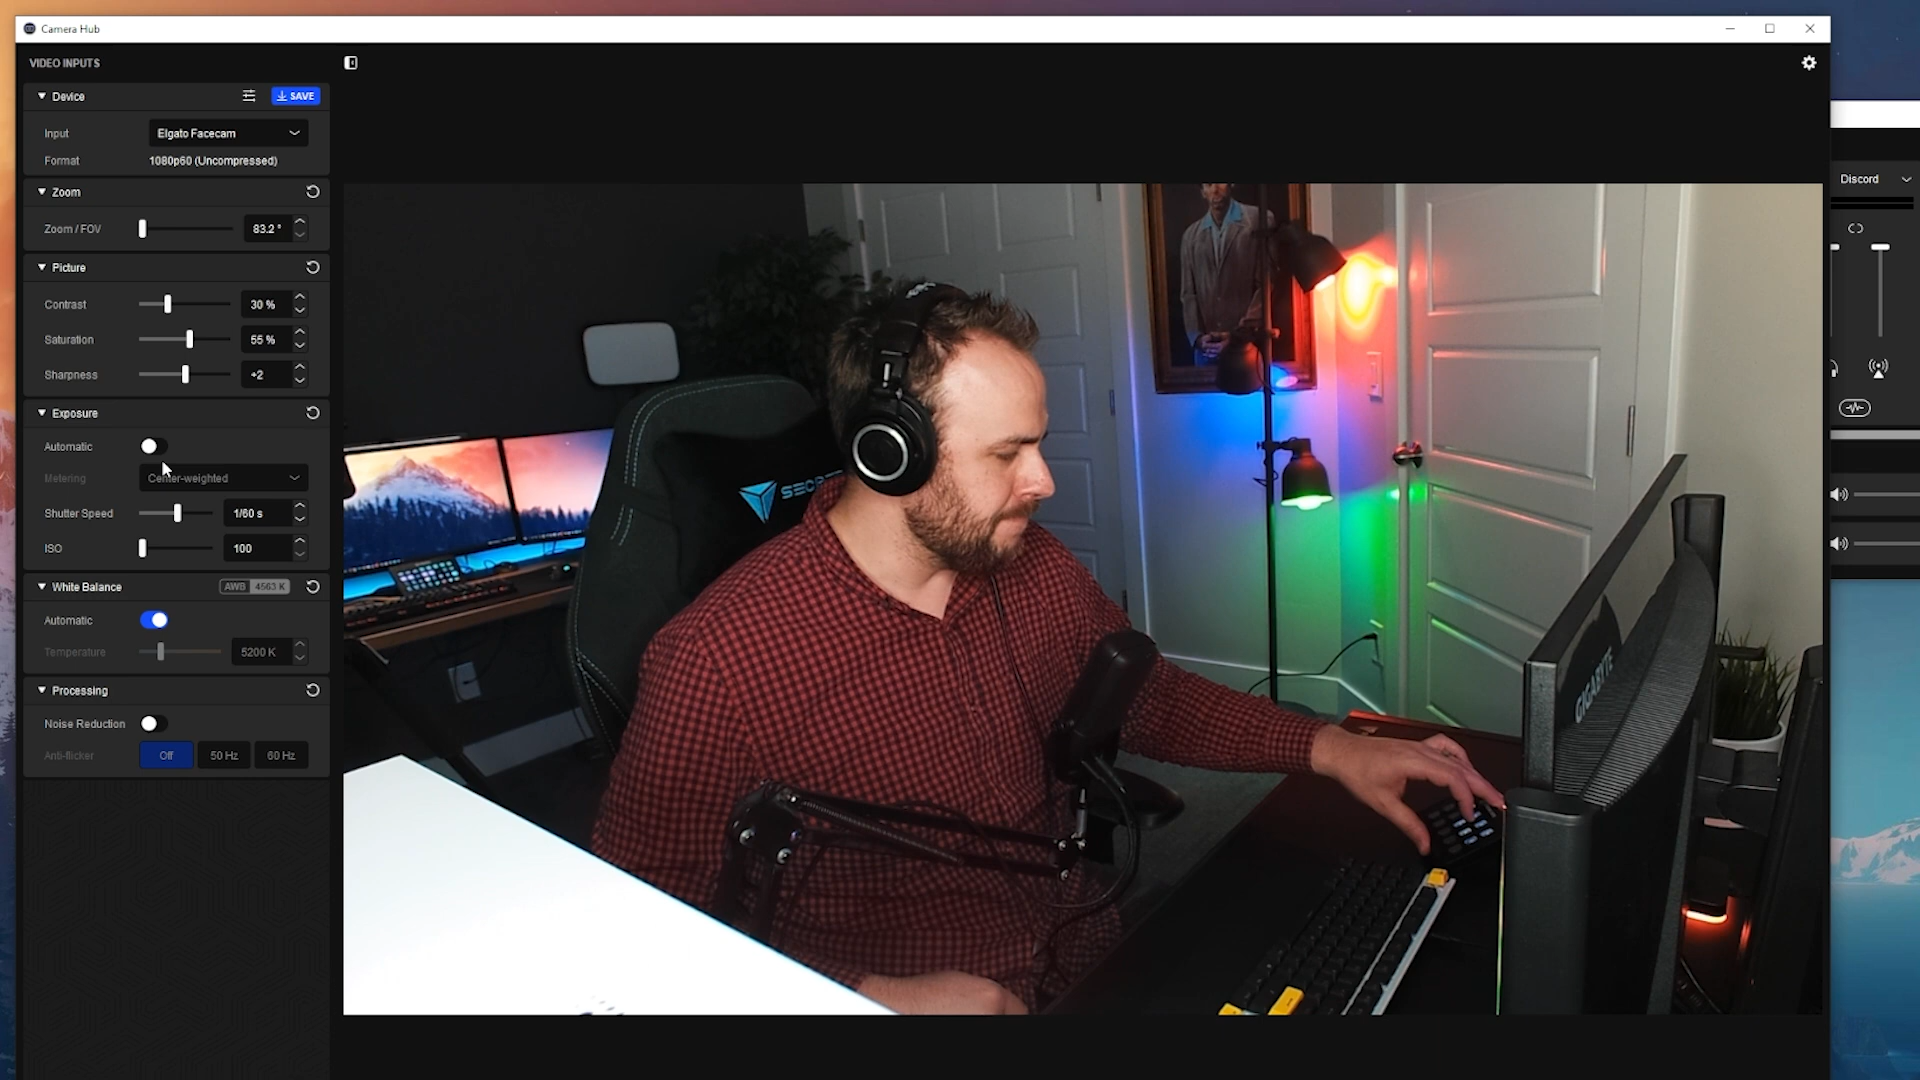 Camera Hub
VIDEO INPUTS
Device
SAVE
Input
Elgato Facecam
Format
1080p60 (Uncompressed)
Zoom
Zoom / FOV
83.2 °
Picture
Contrast
30 %
Saturation
55 %
Sharpness
+2
Exposure
Automatic
Metering
Center-weighted
Shutter Speed
1/60 s
ISO
100
White Balance
AWB 4563 K
Automatic
Temperature
5200 K
Processing
Noise Reduction
Anti-flicker
Off
50 Hz
60 Hz
Discord
GIGABYTE